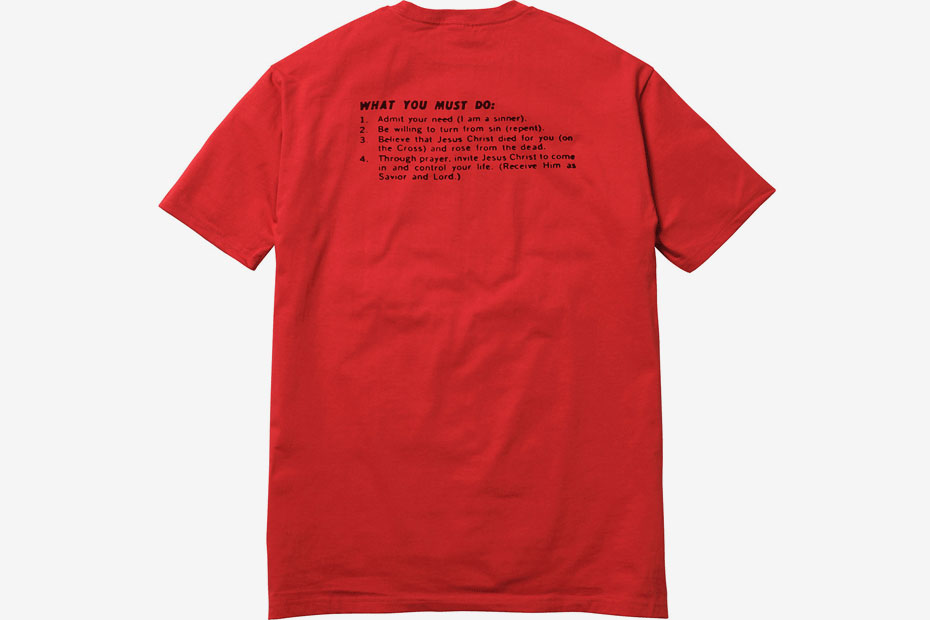 WHAT YOU MUST DO:
1. Admit your need (I am a sinner).
2. Be willing to turn from sin (repent).
3. Believe that Jesus Christ died for you (on
the Cross) and rose from the dead.
4. Through prayer, invite Jesus Christ to come
in and control your life. (Receive Him as
Savior and Lord.)